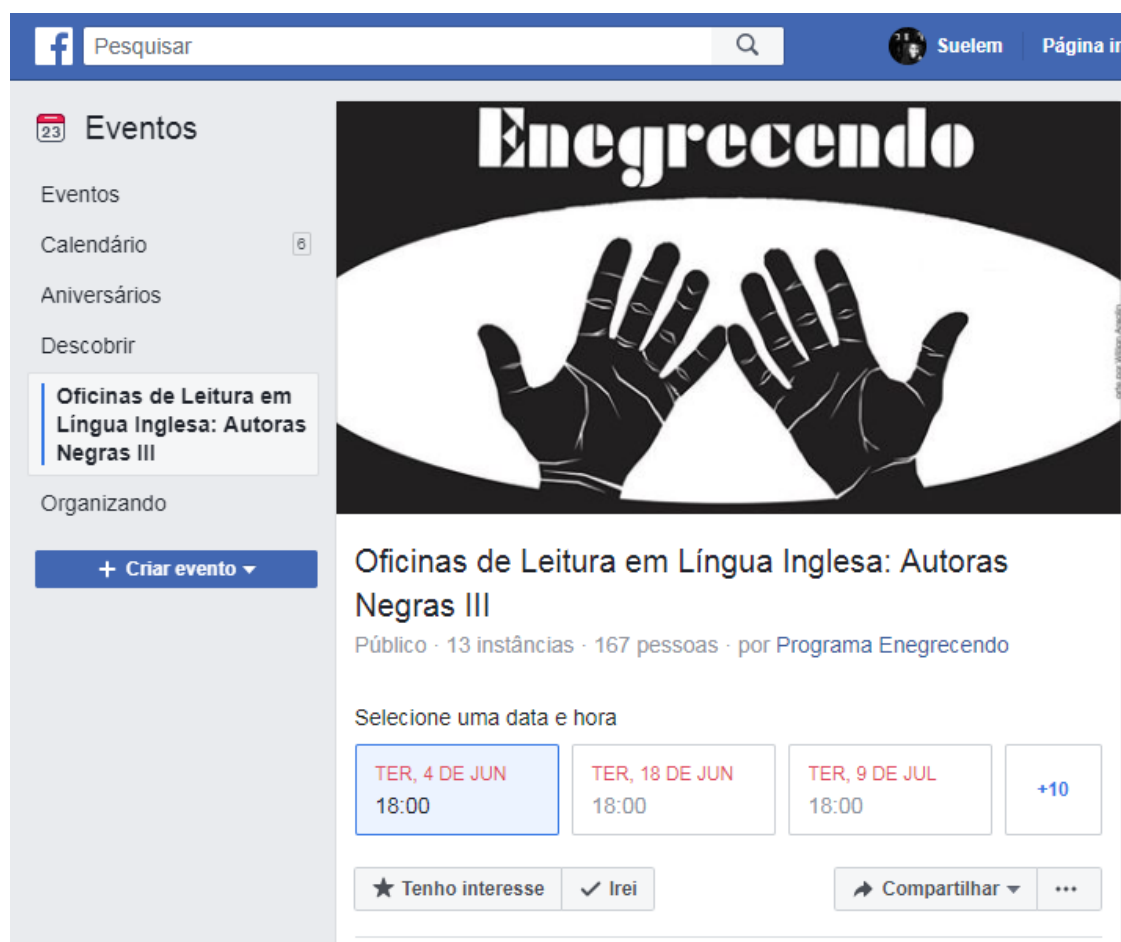 f Pesquisar Suelem Página in
23 Eventos
Eventos
Calendário 6
Aniversários
Descobrir
Oficinas de Leitura em
Língua Inglesa: Autoras
Negras III
Organizando
+ Criar evento
Enegrecendo
Oficinas de Leitura em Língua Inglesa: Autoras
Negras III
Público · 13 instâncias · 167 pessoas · por Programa Enegrecendo
Selecione uma data e hora
TER, 4 DE JUN
18:00
TER, 18 DE JUN
18:00
TER, 9 DE JUL
18:00
+10
Tenho interesse
Irei
Compartilhar